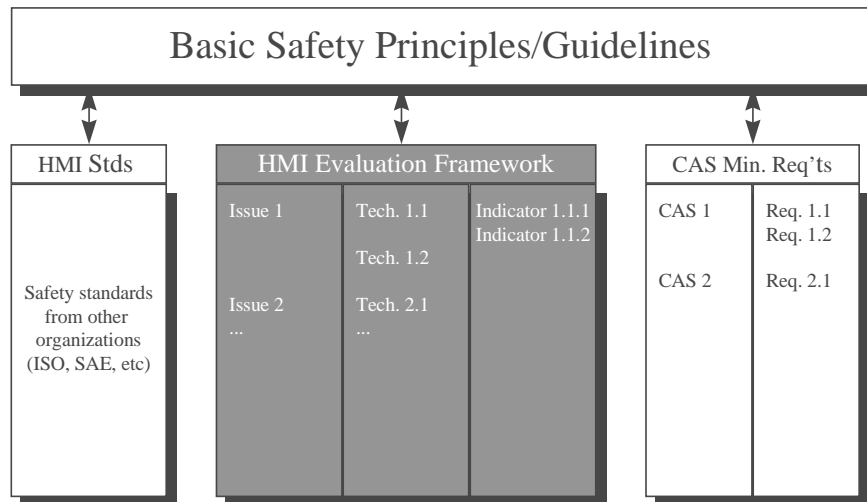 Basic Safety Principles/Guidelines
HMI Stds
Safety standards
from other
organizations
(ISO, SAE, etc)
HMI Evaluation Framework
Issue 1
Issue 2
...
Tech. 1.1
Tech. 1.2
Tech. 2.1
...
Indicator 1.1.1
Indicator 1.1.2
CAS Min. Req'ts
CAS 1
CAS 2
Req. 1.1
Req. 1.2
Req. 2.1